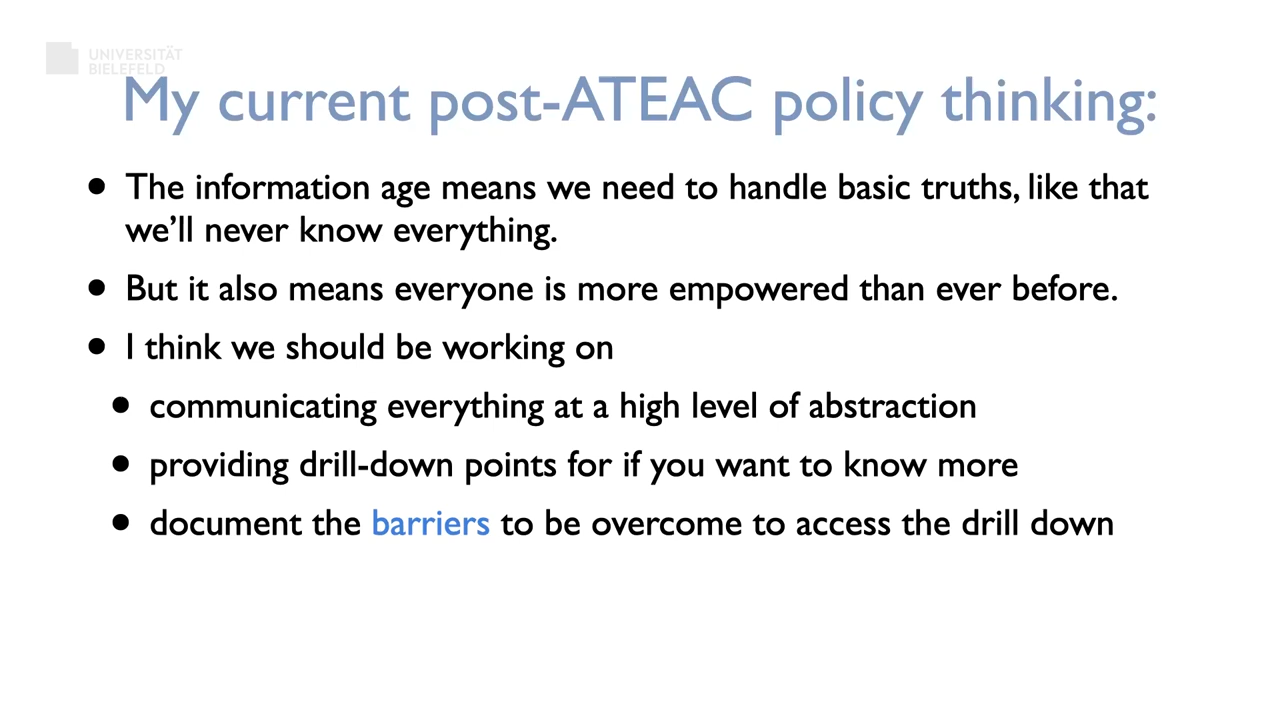 UNIVERSITÄT
BIELEFELD
My current post-ATEAC policy thinking:
• The information age means we need to handle basic truths, like that
we’ll never know everything.
• But it also means everyone is more empowered than ever before.
• I think we should be working on
• communicating everything at a high level of abstraction
• providing drill-down points for if you want to know more
• document the barriers to be overcome to access the drill down